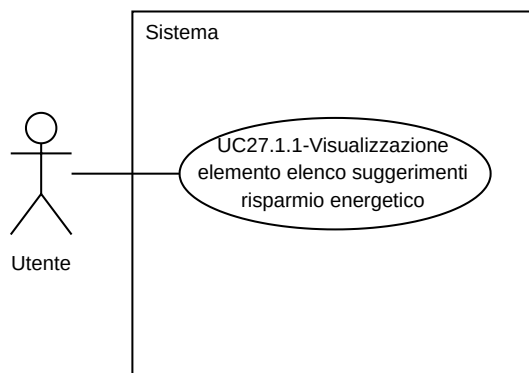 Sistema
UC27.1.1-Visualizzazione
elemento elenco suggerimenti
risparmio energetico
Utente